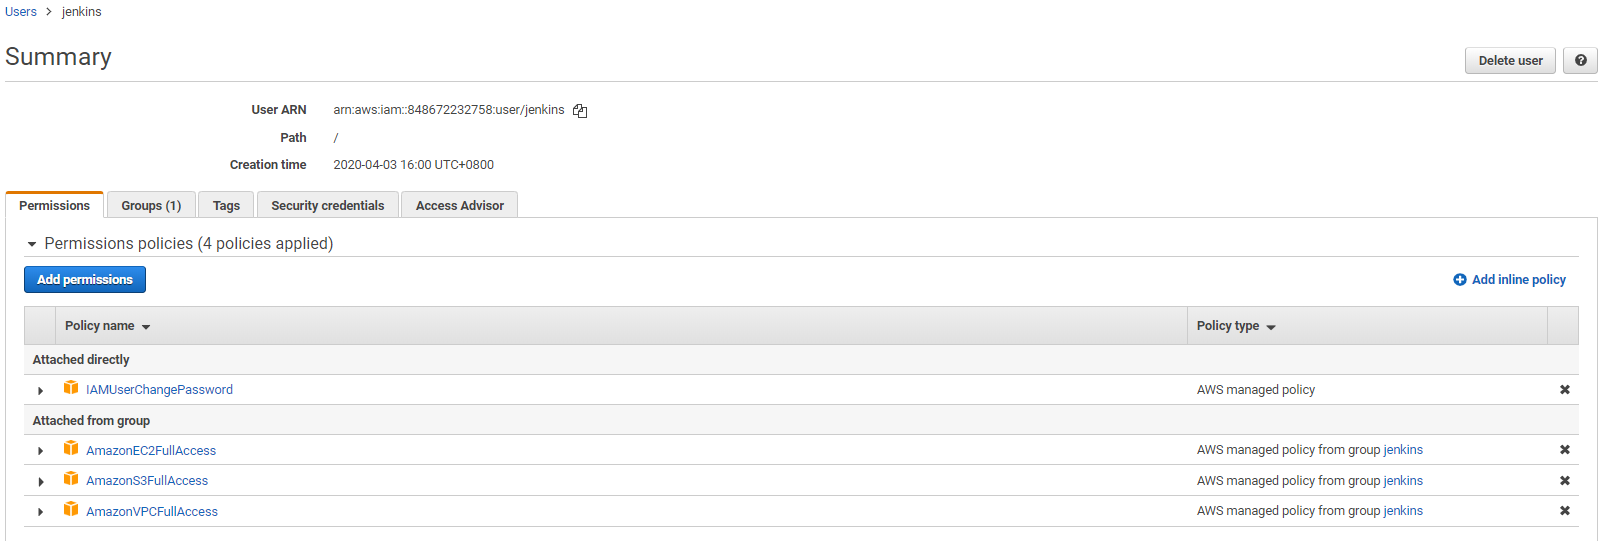 Users > jenkins
Summary
Delete user
User ARN arn:aws:iam::848672232758:user/jenkins
Path /
Creation time 2020-04-03 16:00 UTC+0800
Permissions Groups (1) Tags Security credentials Access Advisor
Permissions policies (4 policies applied)
Add permissions Add inline policy
Policy name Policy type
Attached directly
IAMUserChangePassword AWS managed policy
Attached from group
AmazonEC2FullAccess AWS managed policy from group jenkins
AmazonS3FullAccess AWS managed policy from group jenkins
AmazonVPCFullAccess AWS managed policy from group jenkins